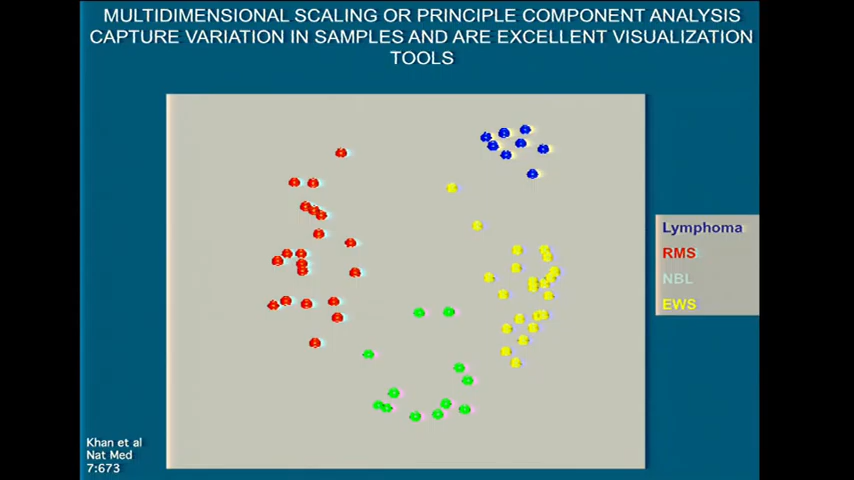 MULTIDIMENSIONAL SCALING OR PRINCIPLE COMPONENT ANALYSIS
CAPTURE VARIATION IN SAMPLES AND ARE EXCELLENT VISUALIZATION
TOOLS
Lymphoma
RMS
NBL
EWS
Khan et al
Nat Med
7:673